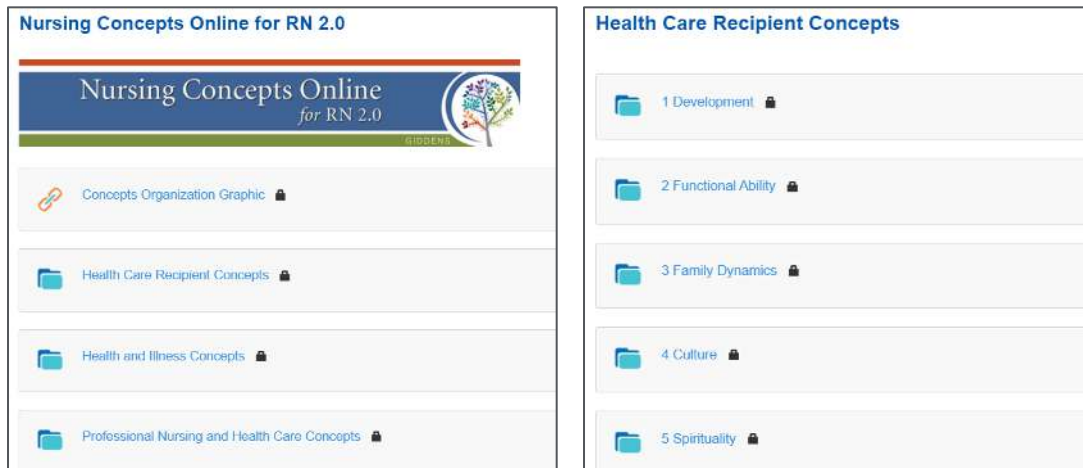 Nursing Concepts Online for RN 2.0
Nursing Concepts Online
for RN 2.0
GIDDENS
Concepts Organization Graphic
Health Care Recipient Concepts
Health and Illness Concepts
Professional Nursing and Health Care Concepts
Health Care Recipient Concepts
1 Development
2 Functional Ability
3 Family Dynamics
4 Culture
5 Spirituality